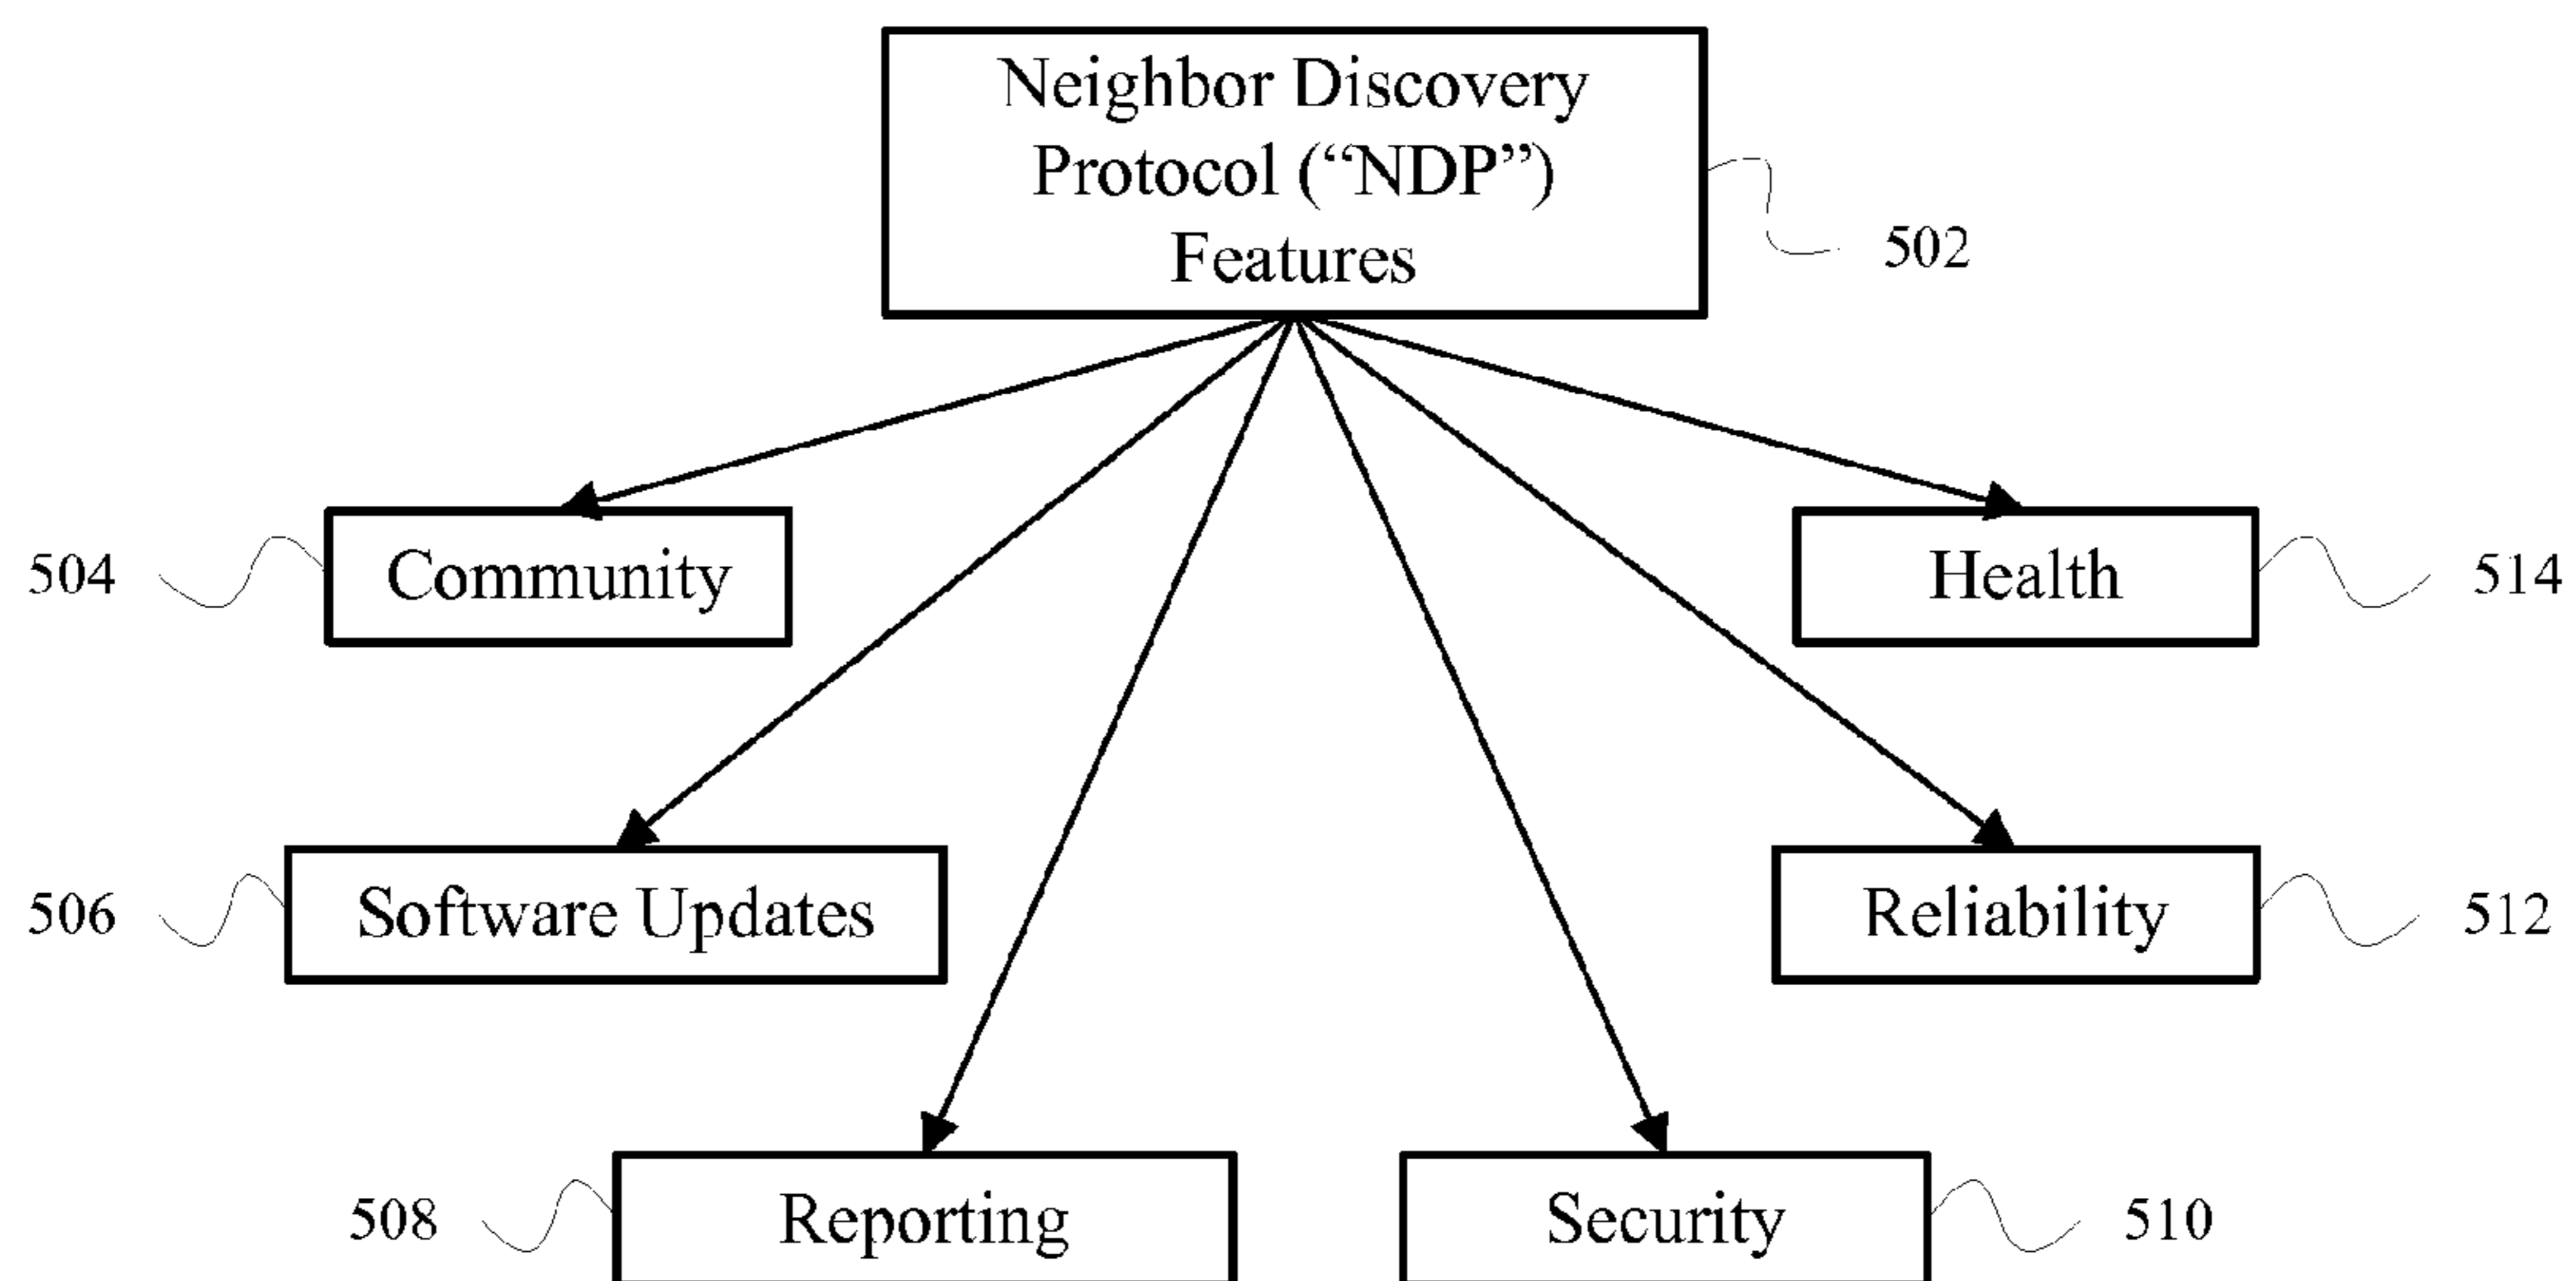 Neighbor Discovery
Protocol (“NDP”)
Features
502
504
Community
Health
514
506
Software Updates
Reliability
512
508
Reporting
Security
510